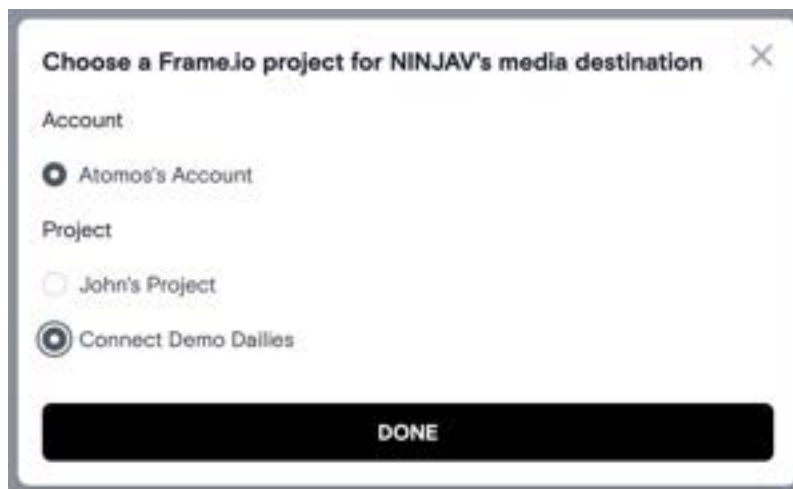 Choose a Frame.io project for NINJAV's media destination
Account
Atomos's Account
Project
John's Project
Connect Demo Dailies
DONE